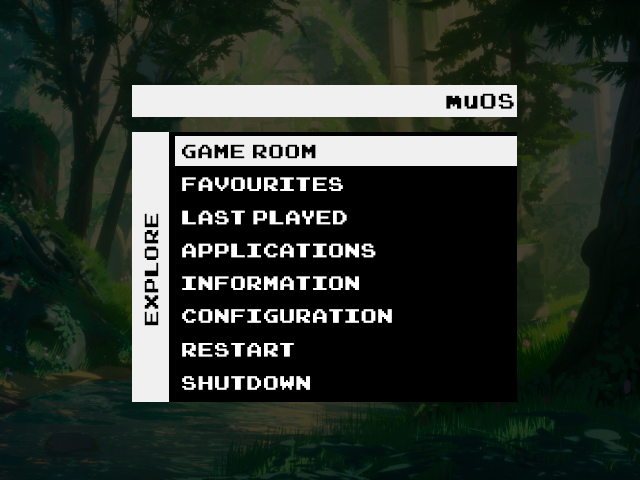 muOS
EXPLORE
GAME ROOM
FAVOURITES
LAST PLAYED
APPLICATIONS
INFORMATION
CONFIGURATION
RESTART
SHUTDOWN